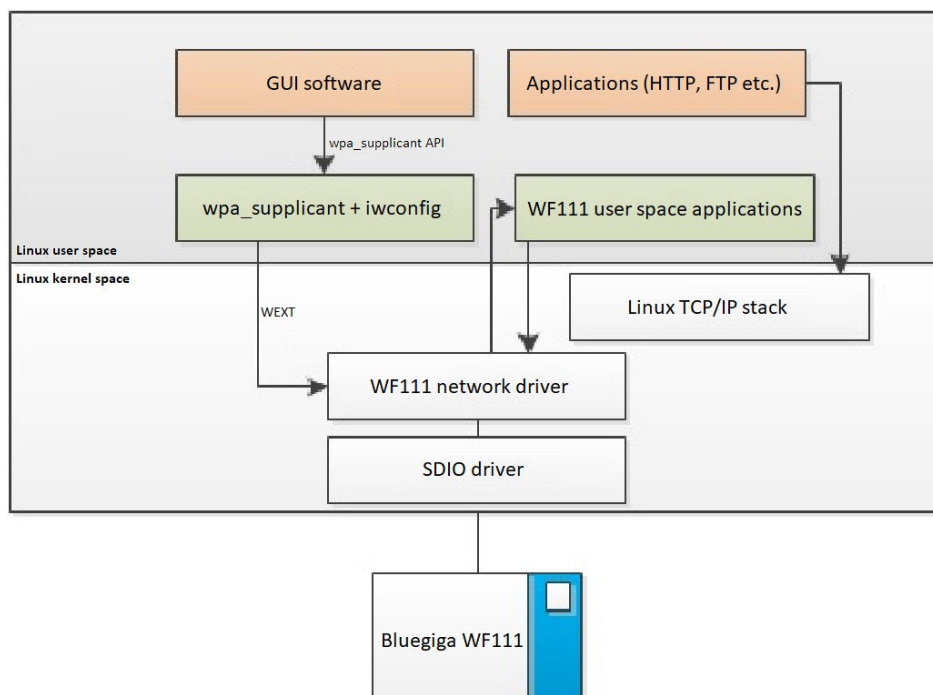 GUI software
Applications (HTTP, FTP etc.)
wpa_supplicant API
wpa_supplicant + iwconfig
WF111 user space applications
Linux user space
Linux kernel space
Linux TCP/IP stack
WEXT
WF111 network driver
SDIO driver
Bluegiga WF111